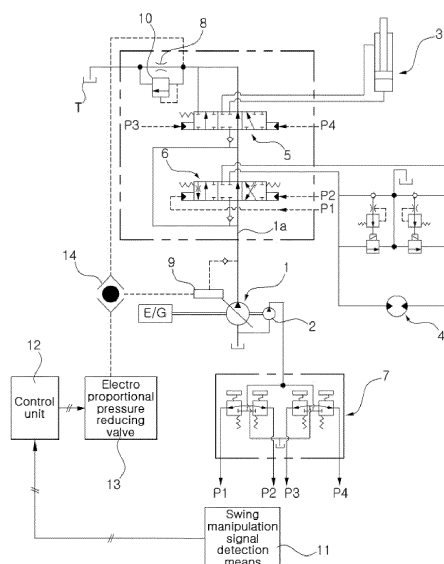 10
8
T
3
P3
P4
5
6
P2
P1
1a
14
9
1
E/G
2
4
12
7
Control
unit
Electro
proportional
pressure
reducing
valve
13
P1
P2
P3
P4
Swing
manipulation
signal
detection
means
11